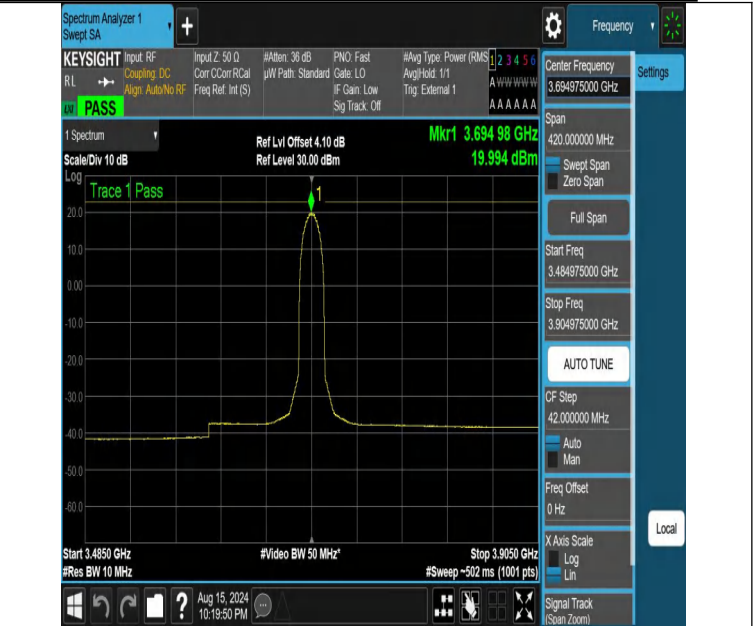 Spectrum Analyzer 1
Swept SA
+
Frequency
KEYSIGHT
RL
PASS
Input: RF
Coupling: DC
Align: Auto/No RF
Input Z: 50 Ω
Corr CCorr RCal
Freq Ref: Int (S)
#Atten: 36 dB
µW Path: Standard
PNO: Fast
Gate: LO
IF Gain: Low
Sig Track: Off
#Avg Type: Power (RMS
Avg|Hold: 1/1
Trig: External 1
1 2 3 4 5 6
A W W W W W
A A A A A A
1 Spectrum
Scale/Div 10 dB
Log
Ref Lvl Offset 4.10 dB
Ref Level 30.00 dBm
Mkr1 3.694 98 GHz
19.994 dBm
Trace 1 Pass
1
20.0
10.0
0.00
-10.0
-20.0
-30.0
-40.0
-50.0
-60.0
Start 3.4850 GHz
#Res BW 10 MHz
#Video BW 50 MHz*
Stop 3.9050 GHz
#Sweep ~502 ms (1001 pts)
?
Aug 15, 2024
10:19:50 PM
Center Frequency
3.694975000 GHz
Settings
Span
420.000000 MHz
Swept Span
Zero Span
Full Span
Start Freq
3.484975000 GHz
Stop Freq
3.904975000 GHz
AUTO TUNE
CF Step
42.000000 MHz
Auto
Man
Freq Offset
0 Hz
X Axis Scale
Log
Lin
Local
Signal Track
(Span Zoom)